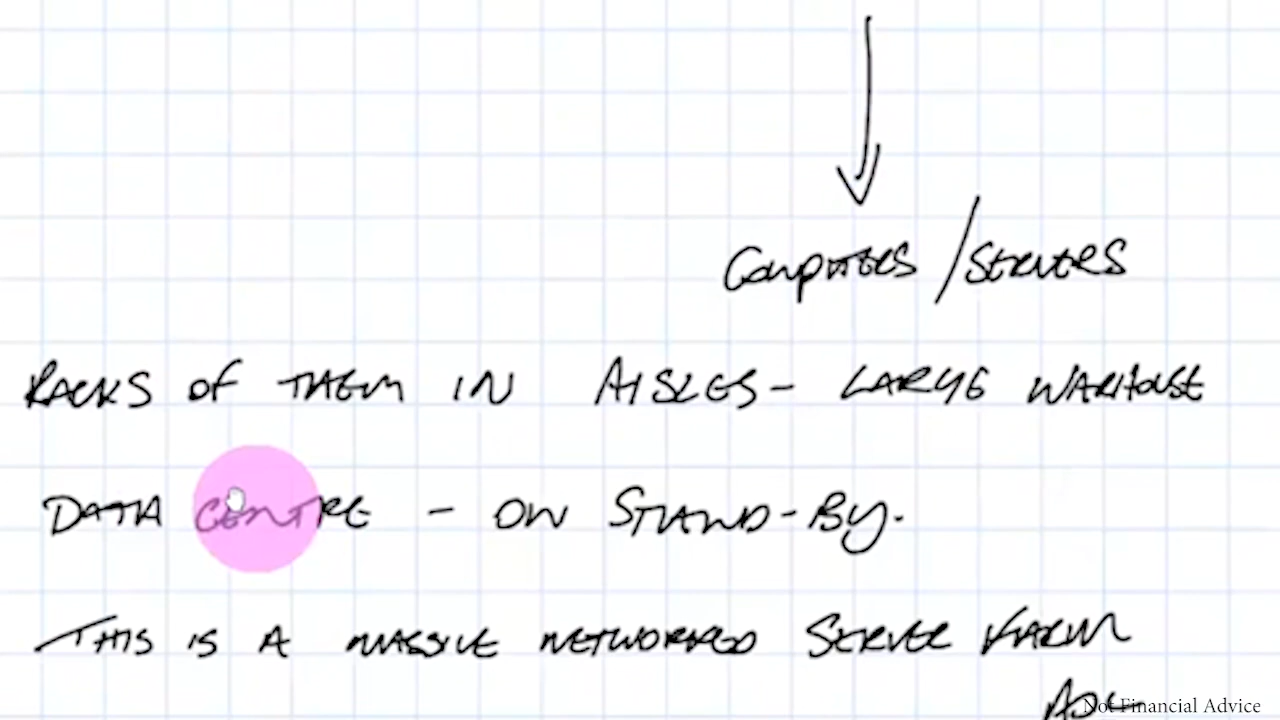 Computers / Servers
RACKS OF THEM IN AISLES - LARGE WARHOUSE
DATA CENTRE - ON STAND-BY.
THIS IS A MASSIVE NETWORKED SERVER FARM
Not Financial Advice